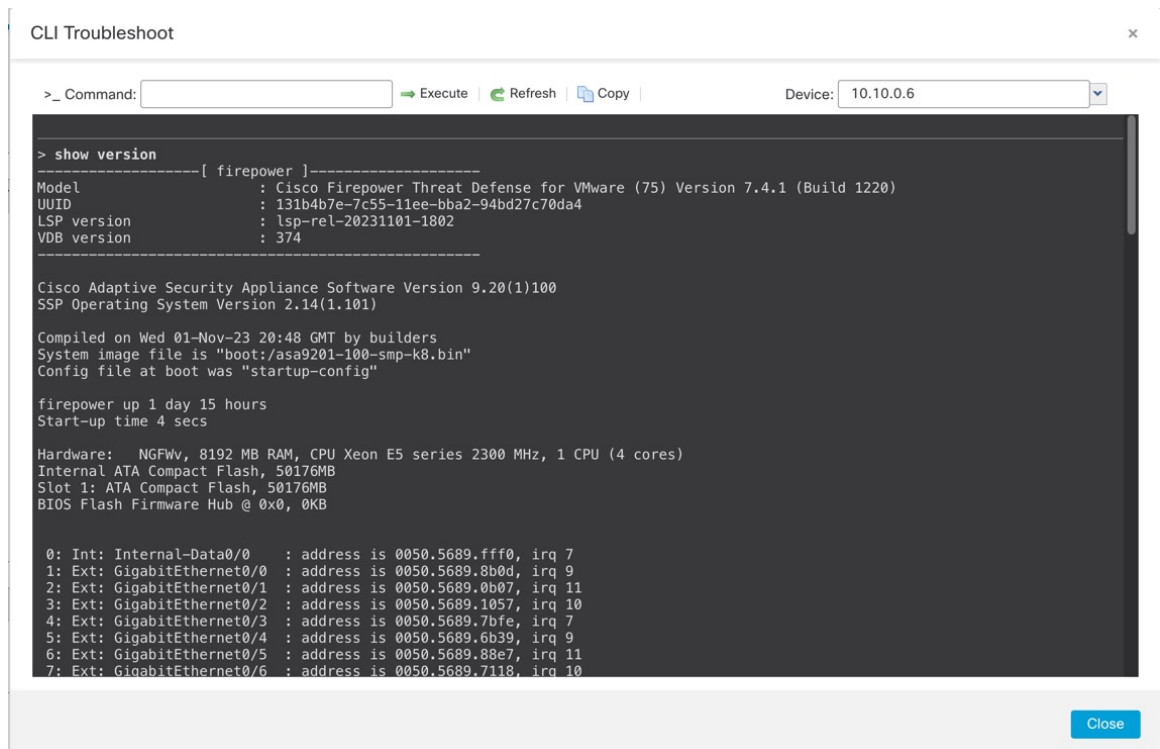 CLI Troubleshoot ×
>_ Command: Execute Refresh Copy Device: 10.10.0.6
> show version
-------------------[ firepower ]--------------------
Model : Cisco Firepower Threat Defense for VMware (75) Version 7.4.1 (Build 1220)
UUID : 131b4b7e-7c55-11ee-bba2-94bd27c70da4
LSP version : lsp-rel-20231101-1802
VDB version : 374
----------------------------------------------------
Cisco Adaptive Security Appliance Software Version 9.20(1)100
SSP Operating System Version 2.14(1.101)
Compiled on Wed 01-Nov-23 20:48 GMT by builders
System image file is "boot:/asa9201-100-smp-k8.bin"
Config file at boot was "startup-config"
firepower up 1 day 15 hours
Start-up time 4 secs
Hardware: NGFWv, 8192 MB RAM, CPU Xeon E5 series 2300 MHz, 1 CPU (4 cores)
Internal ATA Compact Flash, 50176MB
Slot 1: ATA Compact Flash, 50176MB
BIOS Flash Firmware Hub @ 0x0, 0KB
0: Int: Internal-Data0/0 : address is 0050.5689.fff0, irq 7
1: Ext: GigabitEthernet0/0 : address is 0050.5689.8b0d, irq 9
2: Ext: GigabitEthernet0/1 : address is 0050.5689.0b07, irq 11
3: Ext: GigabitEthernet0/2 : address is 0050.5689.1057, irq 10
4: Ext: GigabitEthernet0/3 : address is 0050.5689.7bfe, irq 7
5: Ext: GigabitEthernet0/4 : address is 0050.5689.6b39, irq 9
6: Ext: GigabitEthernet0/5 : address is 0050.5689.88e7, irq 11
7: Ext: GigabitEthernet0/6 : address is 0050.5689.7118, irq 10
Close